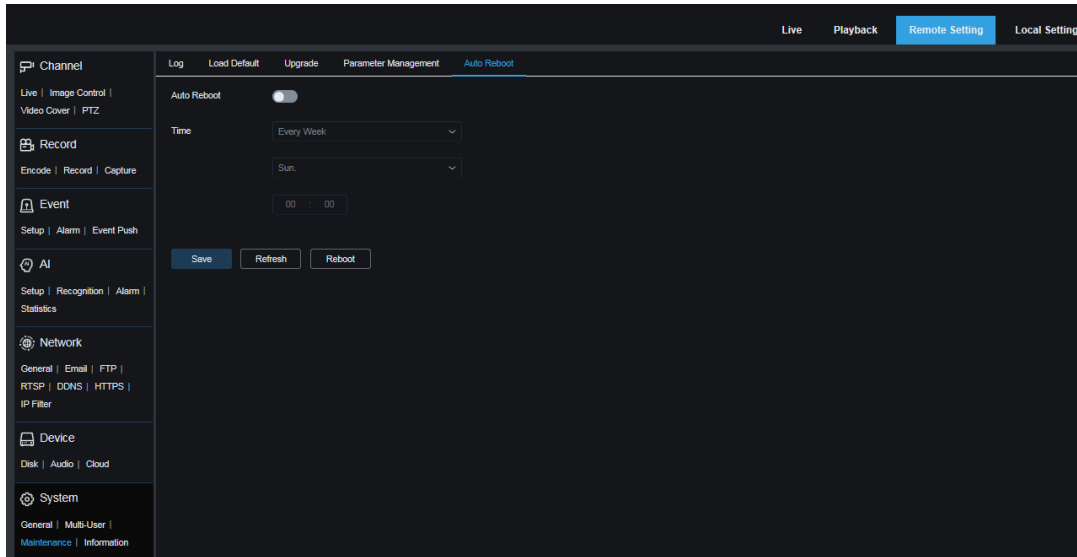 Live Playback Remote Setting Local Setting
Channel
Live | Image Control |
Video Cover | PTZ
Record
Encode | Record | Capture
Event
Setup | Alarm | Event Push
AI
Setup | Recognition | Alarm |
Statistics
Network
General | Email | FTP |
RTSP | DDNS | HTTPS |
IP Filter
Device
Disk | Audio | Cloud
System
General | Multi-User |
Maintenance | Information
Log Load Default Upgrade Parameter Management Auto Reboot
Auto Reboot
Time Every Week
Sun.
00 : 00
Save Refresh Reboot